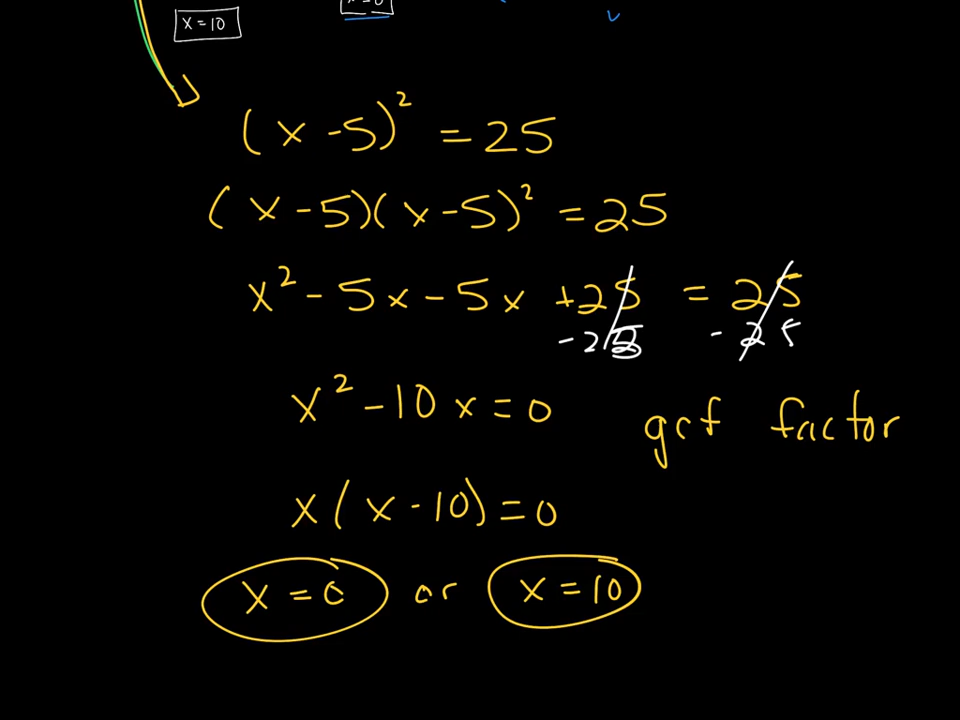 x = 10
x = 0
(x - 5)² = 25
(x - 5)(x - 5)² = 25
x² - 5x - 5x + 25 = 25
- 25 - 25
x² - 10x = 0 gcf factor
x(x - 10) = 0
x = 0 or x = 10